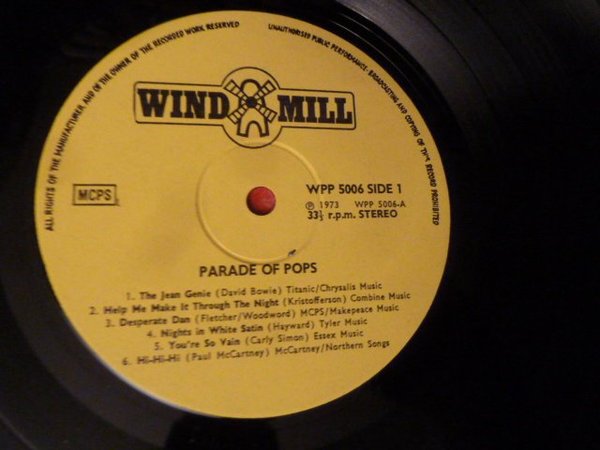 ALL RIGHTS OF THE MANUFACTURER AND OF THE OWNER OF THE RECORDED WORK RESERVED
UNAUTHORISED PUBLIC PERFORMANCE, BROADCASTING AND COPYING OF THIS RECORD PROHIBITED
WIND MILL
MCPS
WPP 5006 SIDE 1
℗ 1973 WPP 5006-A
33⅓ r.p.m. STEREO
PARADE OF POPS
1. The Jean Genie (David Bowie) Titanic/Chrysalis Music
2. Help Me Make It Through The Night (Kristofferson) Combine Music
3. Desperate Dan (Fletcher/Woodward) MCPS/Makepeace Music
4. Nights in White Satin (Hayward) Tyler Music
5. You're So Vain (Carly Simon) Essex Music
6. Hi-Hi-Hi (Paul McCartney) McCartney/Northern Songs